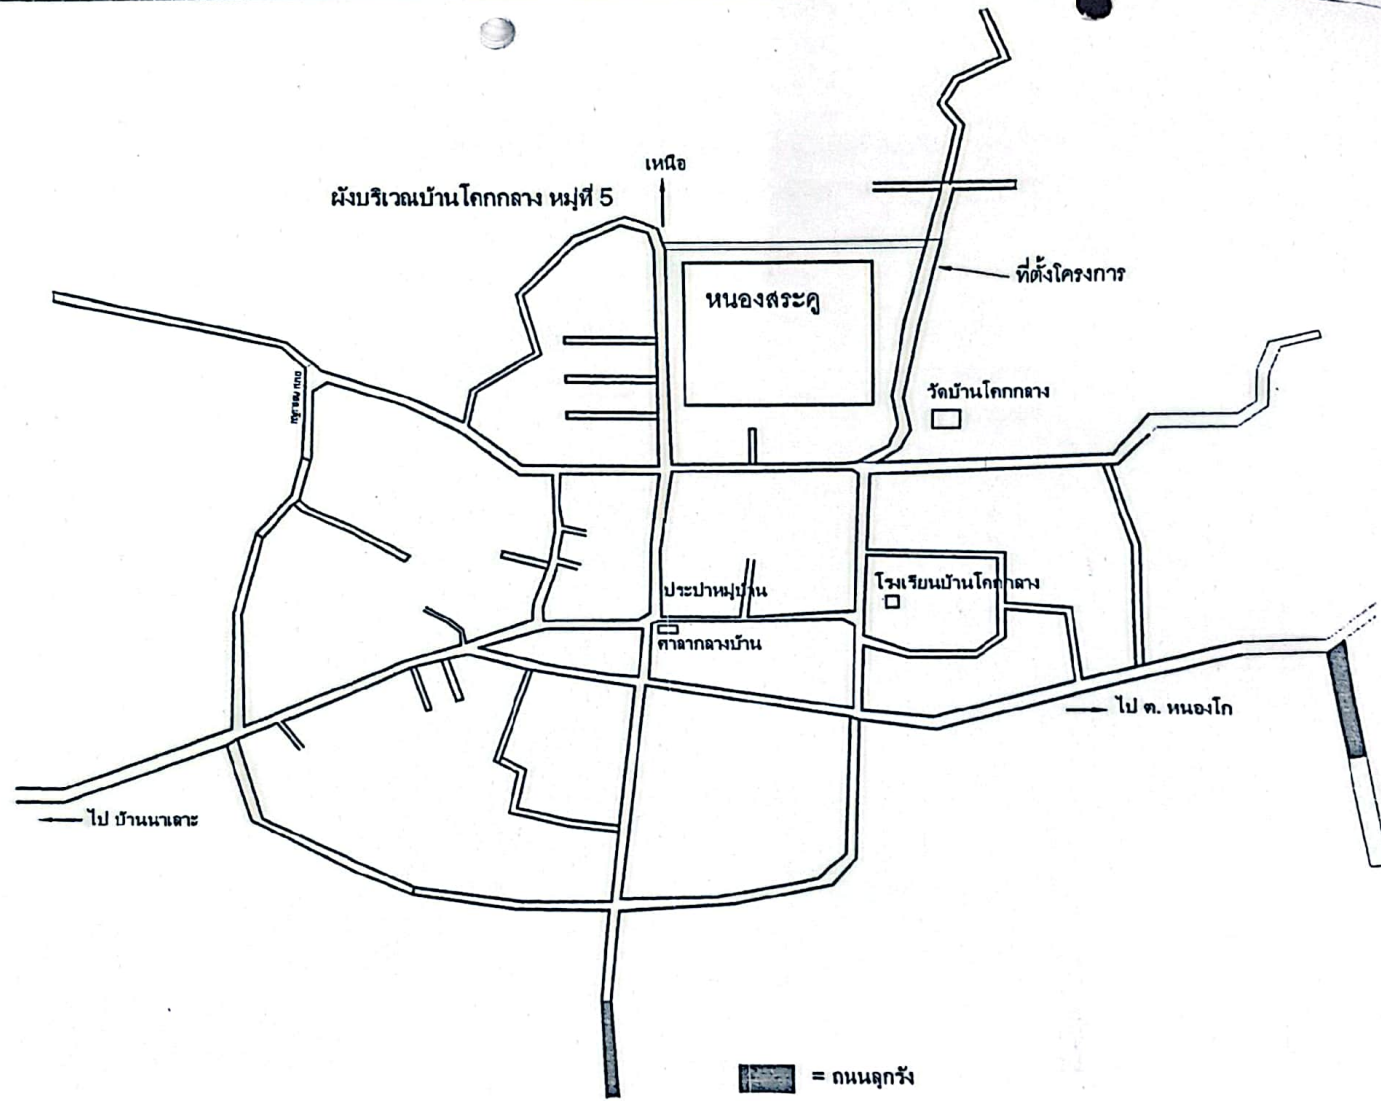 เหนือ
ผังบริเวณบ้านโคกกลาง หมู่ที่ 5
ที่ตั้งโครงการ
หนองสระคู
วัดบ้านโคกกลาง
ประปาหมู่บ้าน
โรงเรียนบ้านโคกกลาง
ศาลากลางบ้าน
ไป ต. หนองโก
ไป บ้านนาเลาะ
= ถนนลูกรัง